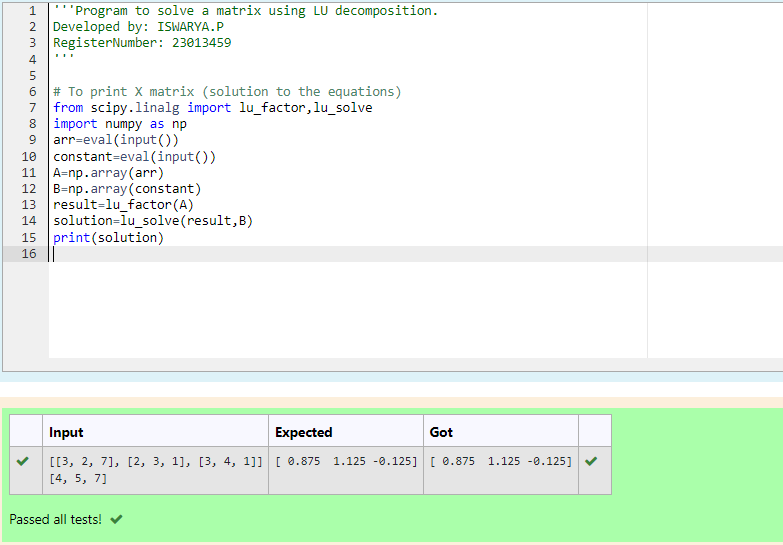 1 '''Program to solve a matrix using LU decomposition.
2 Developed by: ISWARYA.P
3 RegisterNumber: 23013459
4 '''
5
6 # To print X matrix (solution to the equations)
7 from scipy.linalg import lu_factor,lu_solve
8 import numpy as np
9 arr=eval(input())
10 constant=eval(input())
11 A=np.array(arr)
12 B=np.array(constant)
13 result=lu_factor(A)
14 solution=lu_solve(result,B)
15 print(solution)
16
Input Expected Got
[[3, 2, 7], [2, 3, 1], [3, 4, 1]] [ 0.875  1.125 -0.125] [ 0.875  1.125 -0.125]
[4, 5, 7]
Passed all tests!